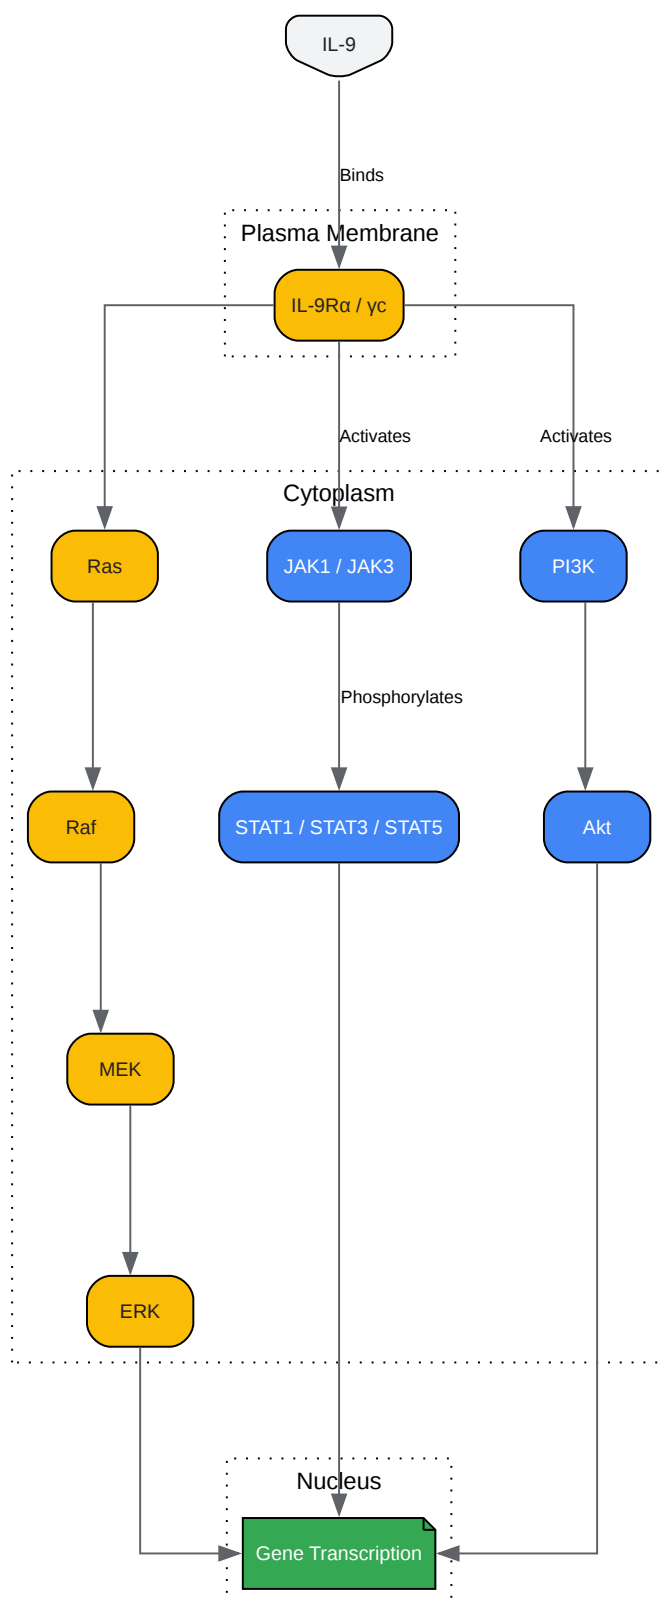 IL-9
Binds
Plasma Membrane
IL-9Rα / γc
Activates
Activates
Cytoplasm
Ras
JAK1 / JAK3
PI3K
Phosphorylates
Raf
STAT1 / STAT3 / STAT5
Akt
MEK
ERK
Nucleus
Gene Transcription